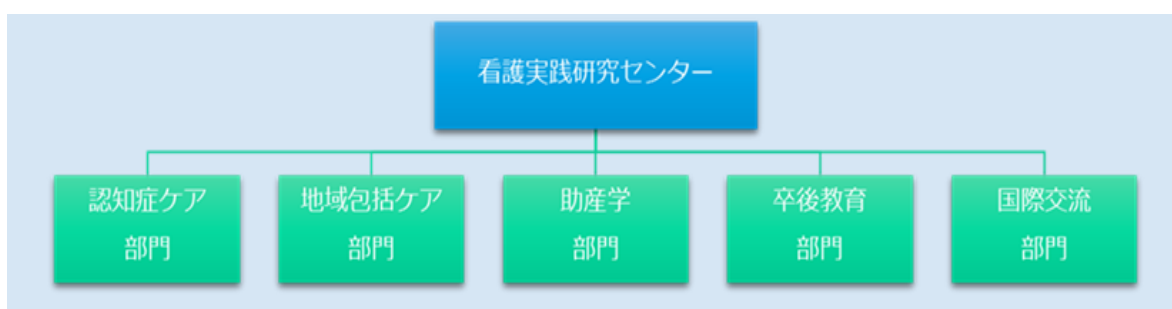 看護実践研究センター
認知症ケア
部門
地域包括ケア
部門
助産学
部門
卒後教育
部門
国際交流
部門